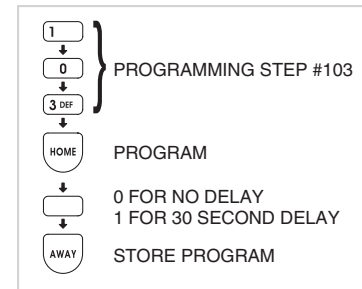 1
0
3 DEF
PROGRAMMING STEP #103
HOME
PROGRAM
0 FOR NO DELAY
1 FOR 30 SECOND DELAY
AWAY
STORE PROGRAM